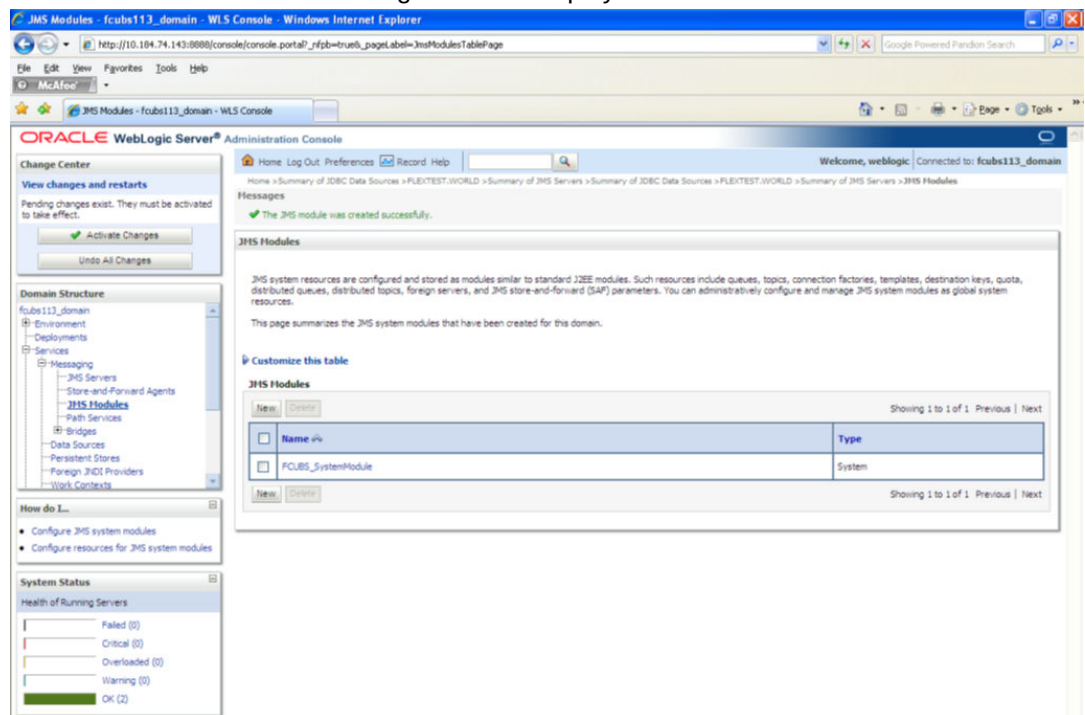 JMS Modules - fcubs113_domain - WLS Console - Windows Internet Explorer
http://10.184.74.143:8888/console/console.portal?_nfpb=true&_pageLabel=JmsModulesTablePage
Google Powered Pandion Search
File Edit View Favorites Tools Help
McAfee
JMS Modules - fcubs113_domain - WLS Console
Page Tools
ORACLE WebLogic Server® Administration Console
Change Center
View changes and restarts
Pending changes exist. They must be activated
to take effect.
Activate Changes
Undo All Changes
Domain Structure
fcubs113_domain
Environment
Deployments
Services
Messaging
JMS Servers
Store-and-Forward Agents
JMS Modules
Path Services
Bridges
Data Sources
Persistent Stores
Foreign JNDI Providers
Work Contexts
How do I...
Configure JMS system modules
Configure resources for JMS system modules
System Status
Health of Running Servers
Failed (0)
Critical (0)
Overloaded (0)
Warning (0)
OK (2)
Home Log Out Preferences Record Help
Welcome, weblogic Connected to: fcubs113_domain
Home >Summary of JDBC Data Sources >FLEXTEST.WORLD >Summary of JMS Servers >Summary of JDBC Data Sources >FLEXTEST.WORLD >Summary of JMS Servers >JMS Modules
Messages
The JMS module was created successfully.
JMS Modules
JMS system resources are configured and stored as modules similar to standard J2EE modules. Such resources include queues, topics, connection factories, templates, destination keys, quota,
distributed queues, distributed topics, foreign servers, and JMS store-and-forward (SAF) parameters. You can administratively configure and manage JMS system modules as global system
resources.
This page summarizes the JMS system modules that have been created for this domain.
Customize this table
JMS Modules
New Delete Showing 1 to 1 of 1 Previous | Next
Name Type
FCUBS_SystemModule System
New Delete Showing 1 to 1 of 1 Previous | Next